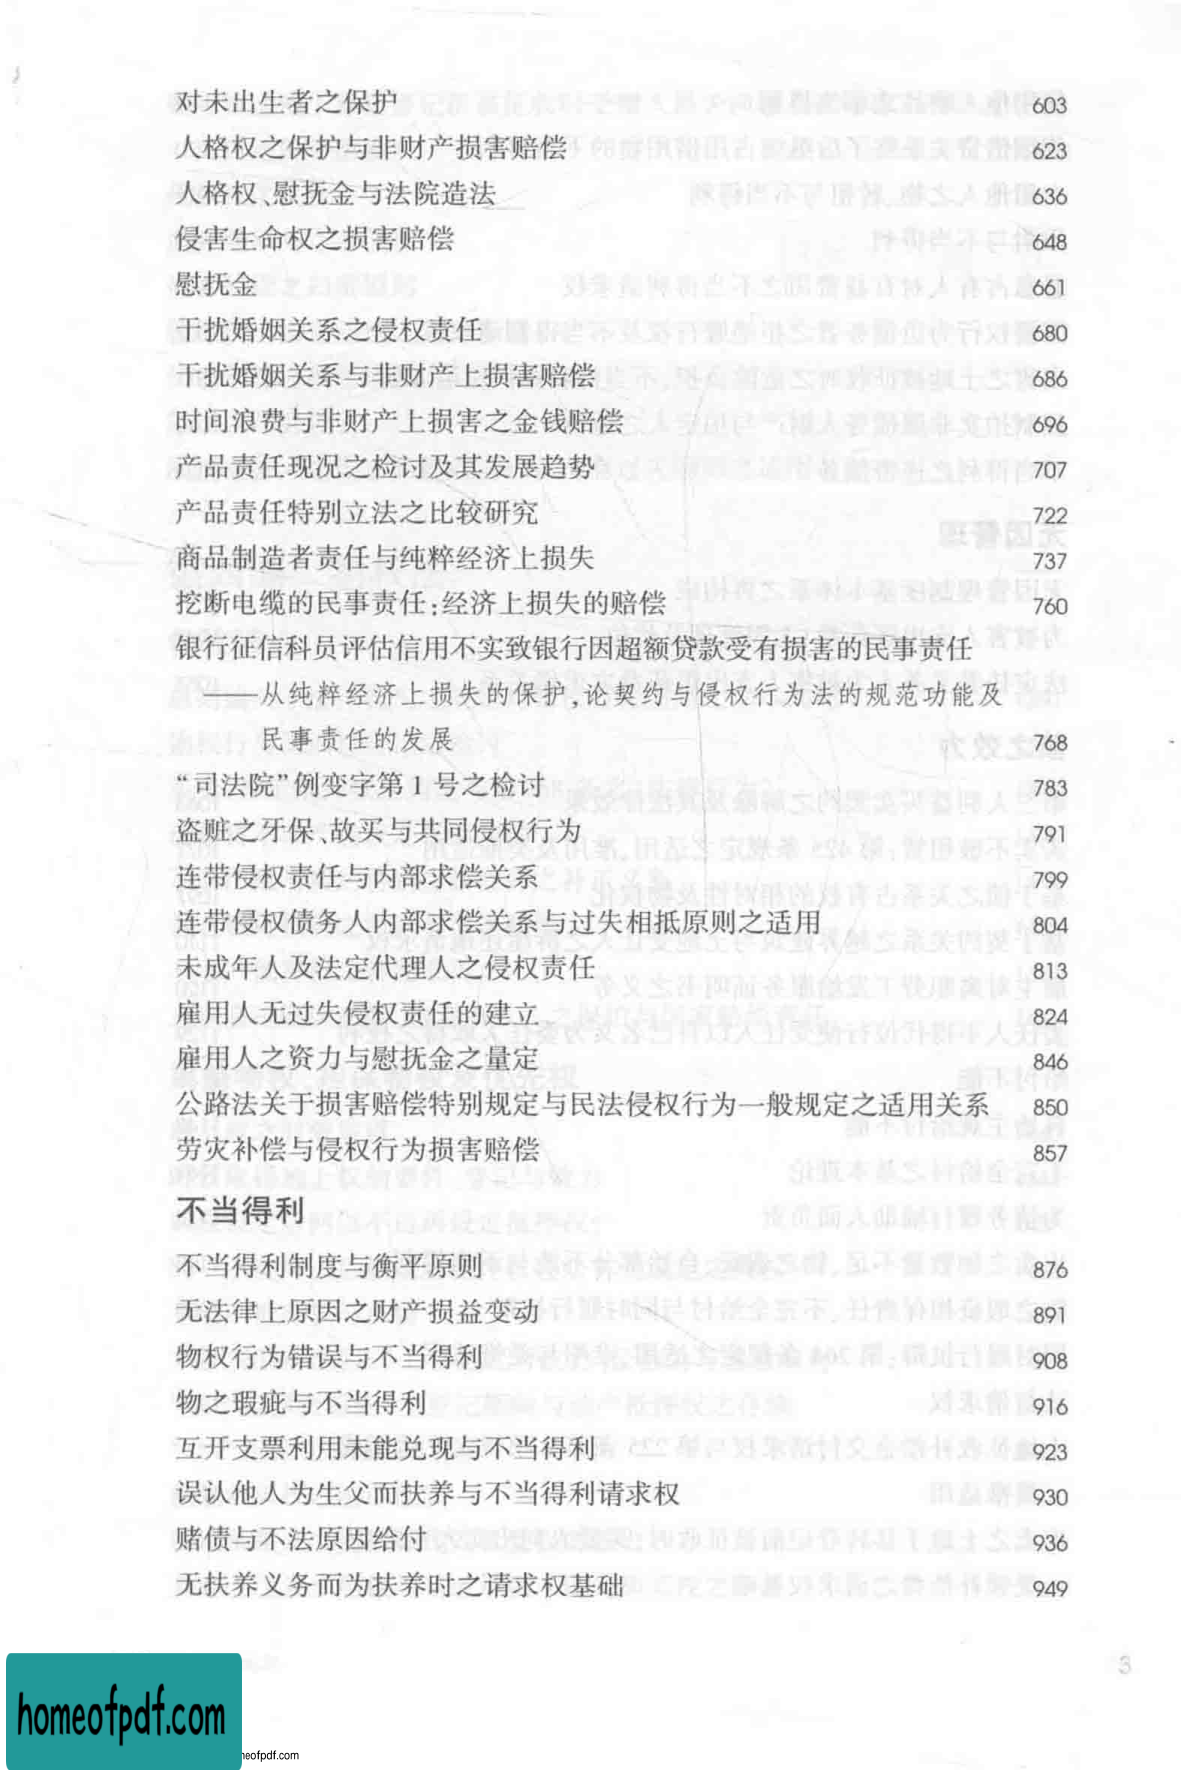 对未出生者之保护 603
人格权之保护与非财产损害赔偿 623
人格权、慰抚金与法院造法 636
侵害生命权之损害赔偿 648
慰抚金 661
干扰婚姻关系之侵权责任 680
干扰婚姻关系与非财产上损害赔偿 686
时间浪费与非财产上损害之金钱赔偿 696
产品责任现况之检讨及其发展趋势 707
产品责任特别立法之比较研究 722
商品制造者责任与纯粹经济上损失 737
挖断电缆的民事责任:经济上损失的赔偿 760
银行征信科员评估信用不实致银行因超额贷款受有损害的民事责任
——从纯粹经济上损失的保护,论契约与侵权行为法的规范功能及
民事责任的发展 768
“司法院”例变字第 1 号之检讨 783
盗赃之牙保、故买与共同侵权行为 791
连带侵权责任与内部求偿关系 799
连带侵权债务人内部求偿关系与过失相抵原则之适用 804
未成年人及法定代理人之侵权责任 813
雇用人无过失侵权责任的建立 824
雇用人之资力与慰抚金之量定 846
公路法关于损害赔偿特别规定与民法侵权行为一般规定之适用关系 850
劳灾补偿与侵权行为损害赔偿 857
不当得利
不当得利制度与衡平原则 876
无法律上原因之财产损益变动 891
物权行为错误与不当得利 908
物之瑕疵与不当得利 916
互开支票利用未能兑现与不当得利 923
误认他人为生父而扶养与不当得利请求权 930
赌债与不法原因给付 936
无扶养义务而为扶养时之请求权基础 949
3
homeofpdf.com
neofpdf.com